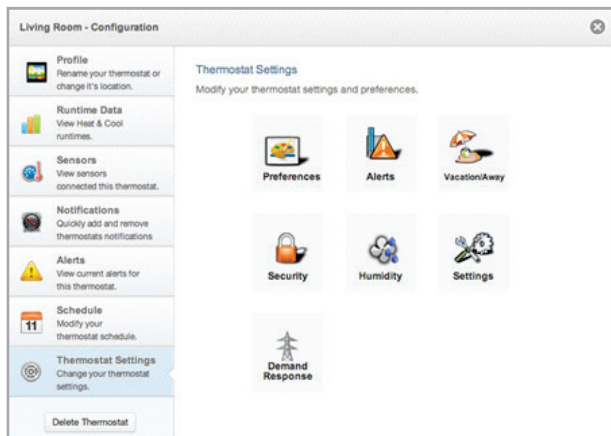 Living Room - Configuration
Profile
Rename your thermostat or
change it's location.
Runtime Data
View Heat & Cool
runtimes.
Sensors
View sensors
connected this thermostat.
Notifications
Quickly add and remove
thermostats notifications
Alerts
View current alerts for
this thermostat.
11
Schedule
Modify your
thermostat schedule.
Thermostat Settings
Change your thermostat
settings.
Delete Thermostat
Thermostat Settings
Modify your thermostat settings and preferences.
Preferences
Alerts
Vacation/Away
Security
Humidity
Settings
Demand
Response